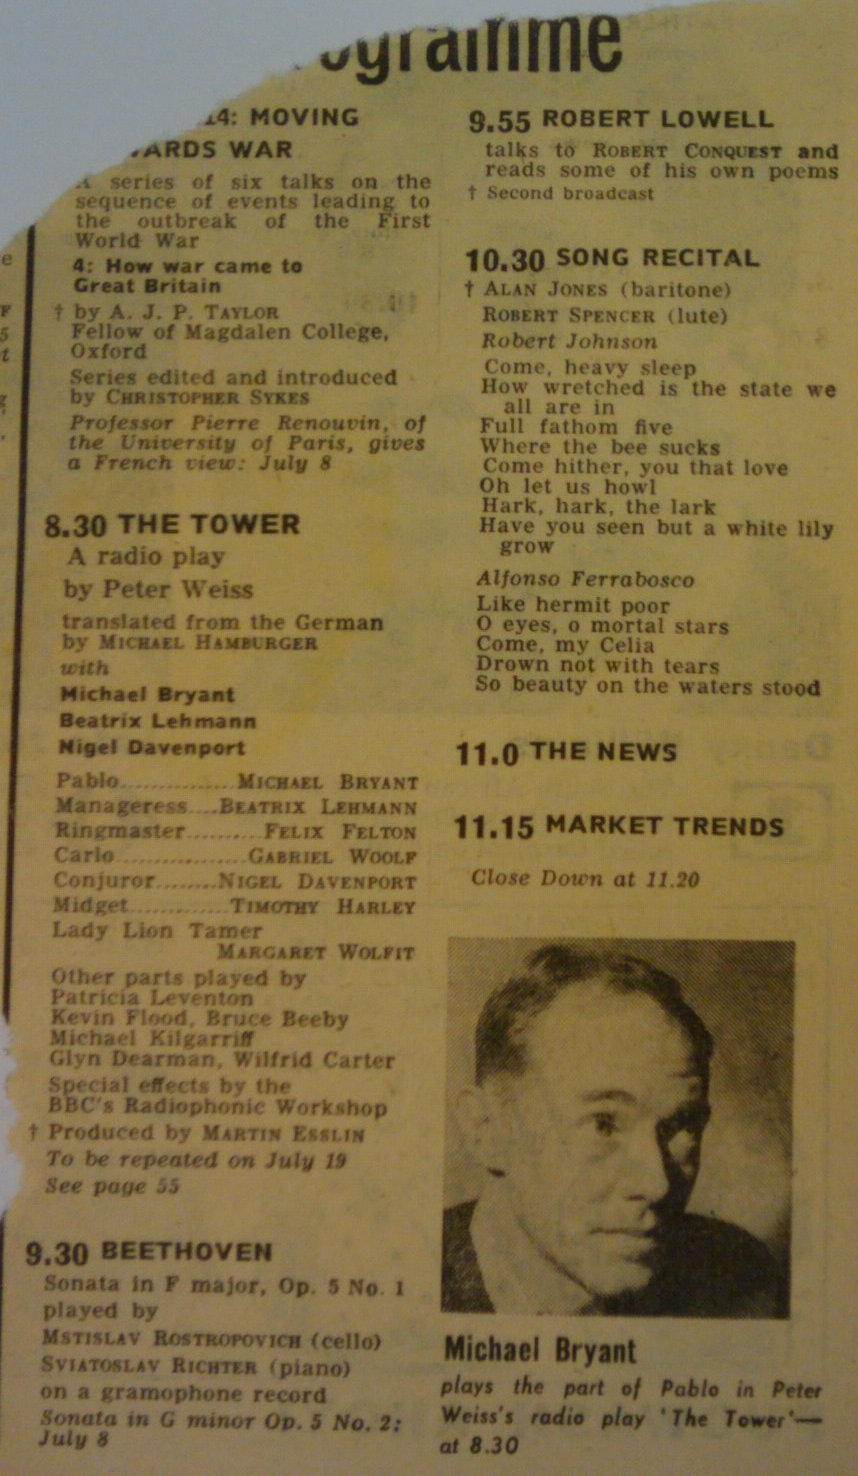 ogramme
14: MOVING
WARDS WAR
A series of six talks on the
sequence of events leading to
the outbreak of the First
World War
4: How war came to
Great Britain
† by A. J. P. TAYLOR
Fellow of Magdalen College,
Oxford
Series edited and introduced
by CHRISTOPHER SYKES
Professor Pierre Renouvin, of
the University of Paris, gives
a French view: July 8
8.30 THE TOWER
A radio play
by Peter Weiss
translated from the German
by MICHAEL HAMBURGER
with
Michael Bryant
Beatrix Lehmann
Nigel Davenport
Pablo..............MICHAEL BRYANT
Manageress....BEATRIX LEHMANN
Ringmaster.........FELIX FELTON
Carlo................GABRIEL WOOLF
Conjuror.......NIGEL DAVENPORT
Midget............TIMOTHY HARLEY
Lady Lion Tamer
MARGARET WOLFIT
Other parts played by
Patricia Leventon
Kevin Flood, Bruce Beeby
Michael Kilgarriff
Glyn Dearman, Wilfrid Carter
Special effects by the
BBC's Radiophonic Workshop
† Produced by MARTIN ESSLIN
To be repeated on July 19
See page 55
9.30 BEETHOVEN
Sonata in F major, Op. 5 No. 1
played by
MSTISLAV ROSTROPOVICH (cello)
SVIATOSLAV RICHTER (piano)
on a gramophone record
Sonata in G minor Op. 5 No. 2:
July 8
9.55 ROBERT LOWELL
talks to ROBERT CONQUEST and
reads some of his own poems
† Second broadcast
10.30 SONG RECITAL
† ALAN JONES (baritone)
ROBERT SPENCER (lute)
Robert Johnson
Come, heavy sleep
How wretched is the state we
all are in
Full fathom five
Where the bee sucks
Come hither, you that love
Oh let us howl
Hark, hark, the lark
Have you seen but a white lily
grow
Alfonso Ferrabosco
Like hermit poor
O eyes, o mortal stars
Come, my Celia
Drown not with tears
So beauty on the waters stood
11.0 THE NEWS
11.15 MARKET TRENDS
Close Down at 11.20
Michael Bryant
plays the part of Pablo in Peter
Weiss's radio play 'The Tower'—
at 8.30